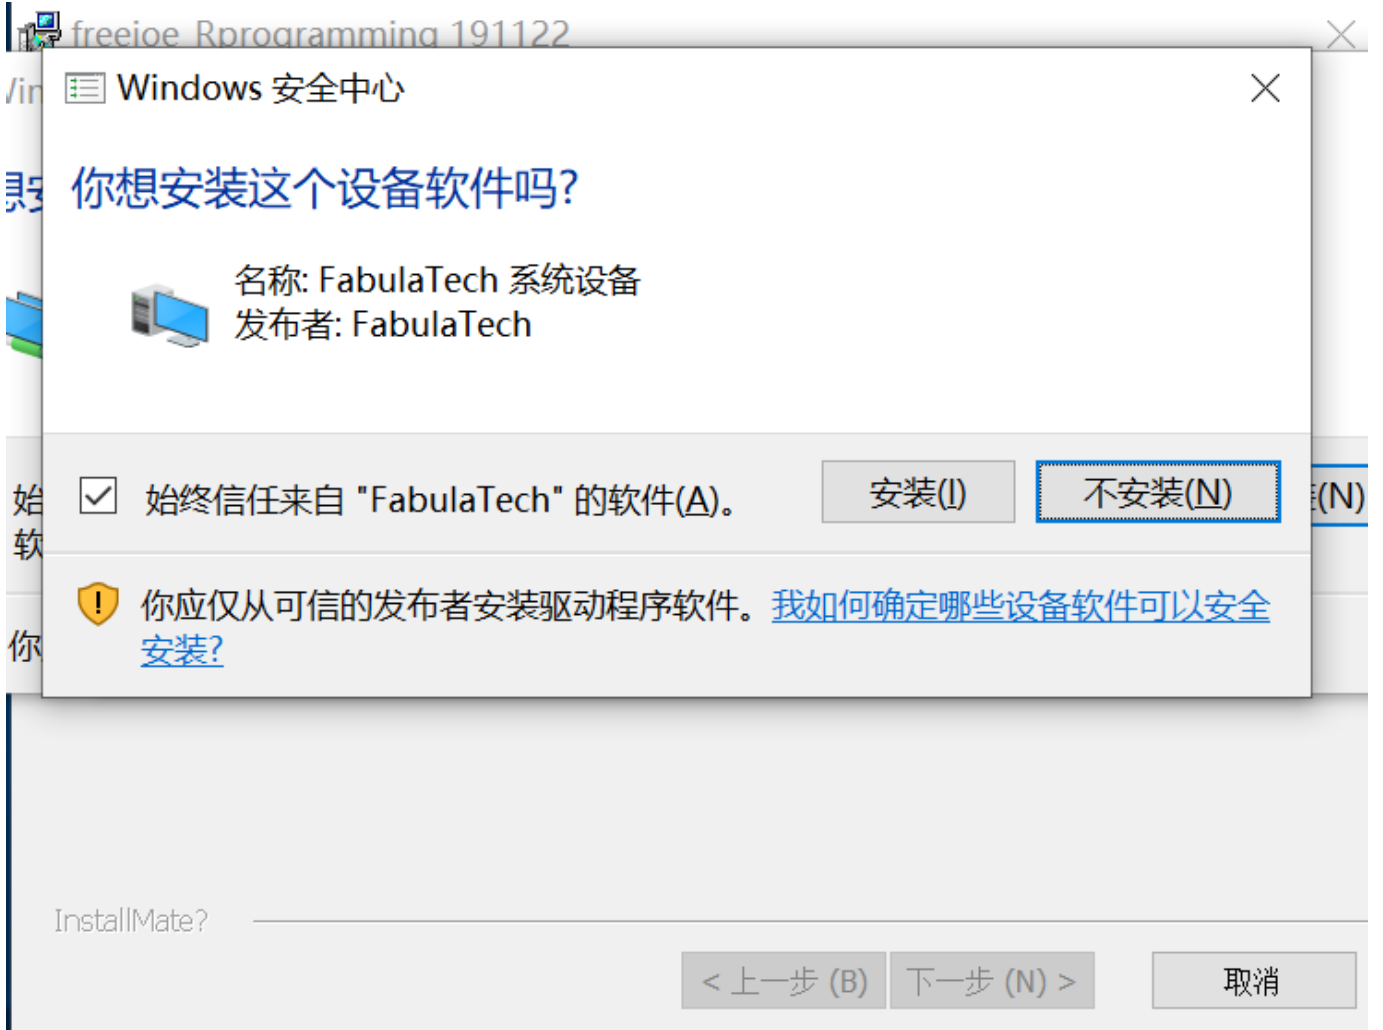 freejoe Rprogramming 191122
Windows 安全中心
你想安装这个设备软件吗?
名称: FabulaTech 系统设备
发布者: FabulaTech
始终信任来自 "FabulaTech" 的软件(A)。
安装(I)
不安装(N)
(N)
始
软
你应仅从可信的发布者安装驱动程序软件。我如何确定哪些设备软件可以安全
安装?
你
InstallMate?
< 上一步 (B)
下一步 (N) >
取消